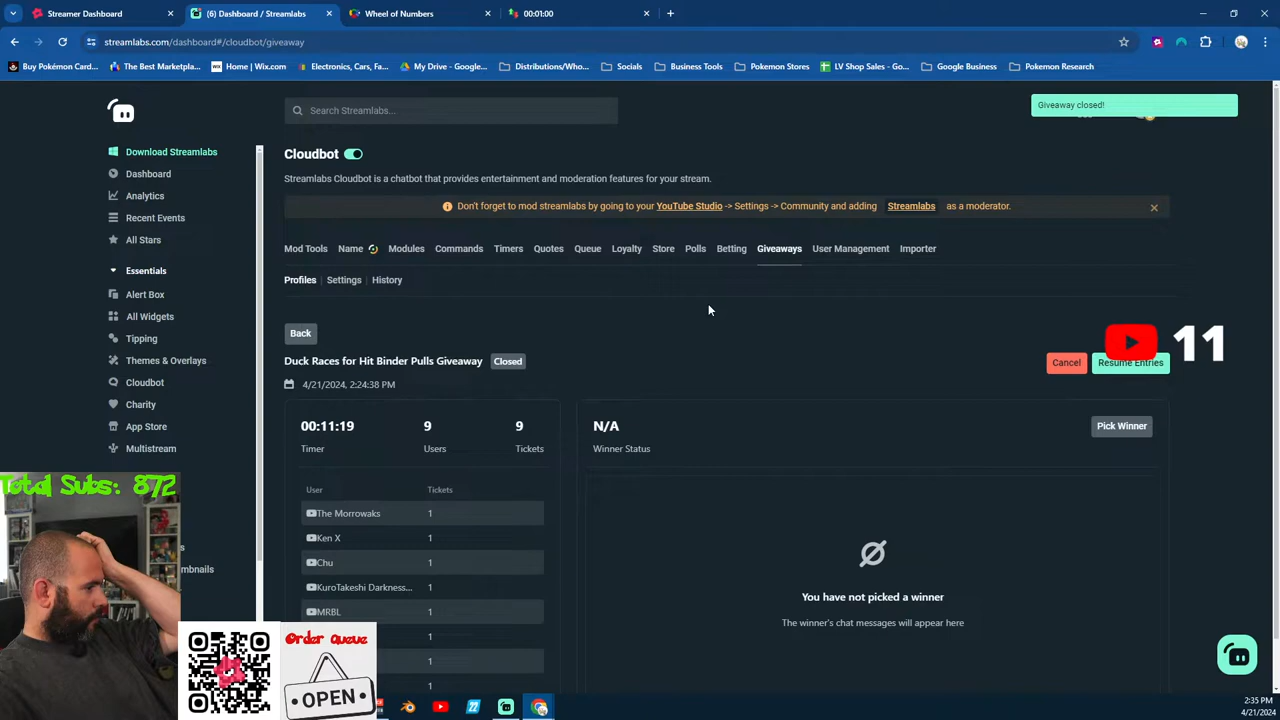 Streamer Dashboard
(6) Dashboard / Streamlabs
Wheel of Numbers
00:01:00
streamlabs.com/dashboard#/cloudbot/giveaway
Buy Pokémon Card...
The Best Marketpla...
Home | Wix.com
Electronics, Cars, Fa...
My Drive - Google...
Distributions/Who...
Socials
Business Tools
Pokemon Stores
LV Shop Sales - Go...
Google Business
Pokemon Research
Search Streamlabs...
Giveaway closed!
Download Streamlabs
Dashboard
Analytics
Recent Events
All Stars
Essentials
Alert Box
All Widgets
Tipping
Themes & Overlays
Cloudbot
Charity
App Store
Multistream
Cloudbot
Streamlabs Cloudbot is a chatbot that provides entertainment and moderation features for your stream.
Don't forget to mod streamlabs by going to your YouTube Studio -> Settings -> Community and adding Streamlabs as a moderator.
Mod Tools
Name
Modules
Commands
Timers
Quotes
Queue
Loyalty
Store
Polls
Betting
Giveaways
User Management
Importer
Profiles
Settings
History
Back
Duck Races for Hit Binder Pulls Giveaway
Closed
4/21/2024, 2:24:38 PM
Cancel
Resume Entries
11
00:11:19
9
9
Timer
Users
Tickets
User
Tickets
The Morrowaks
1
Ken X
1
Chu
1
KuroTakeshi Darkness...
1
MRBL
1
1
1
1
N/A
Winner Status
Pick Winner
You have not picked a winner
The winner's chat messages will appear here
Total Subs: 872
s
mbnails
Order Queue
OPEN
2:35 PM
4/21/2024